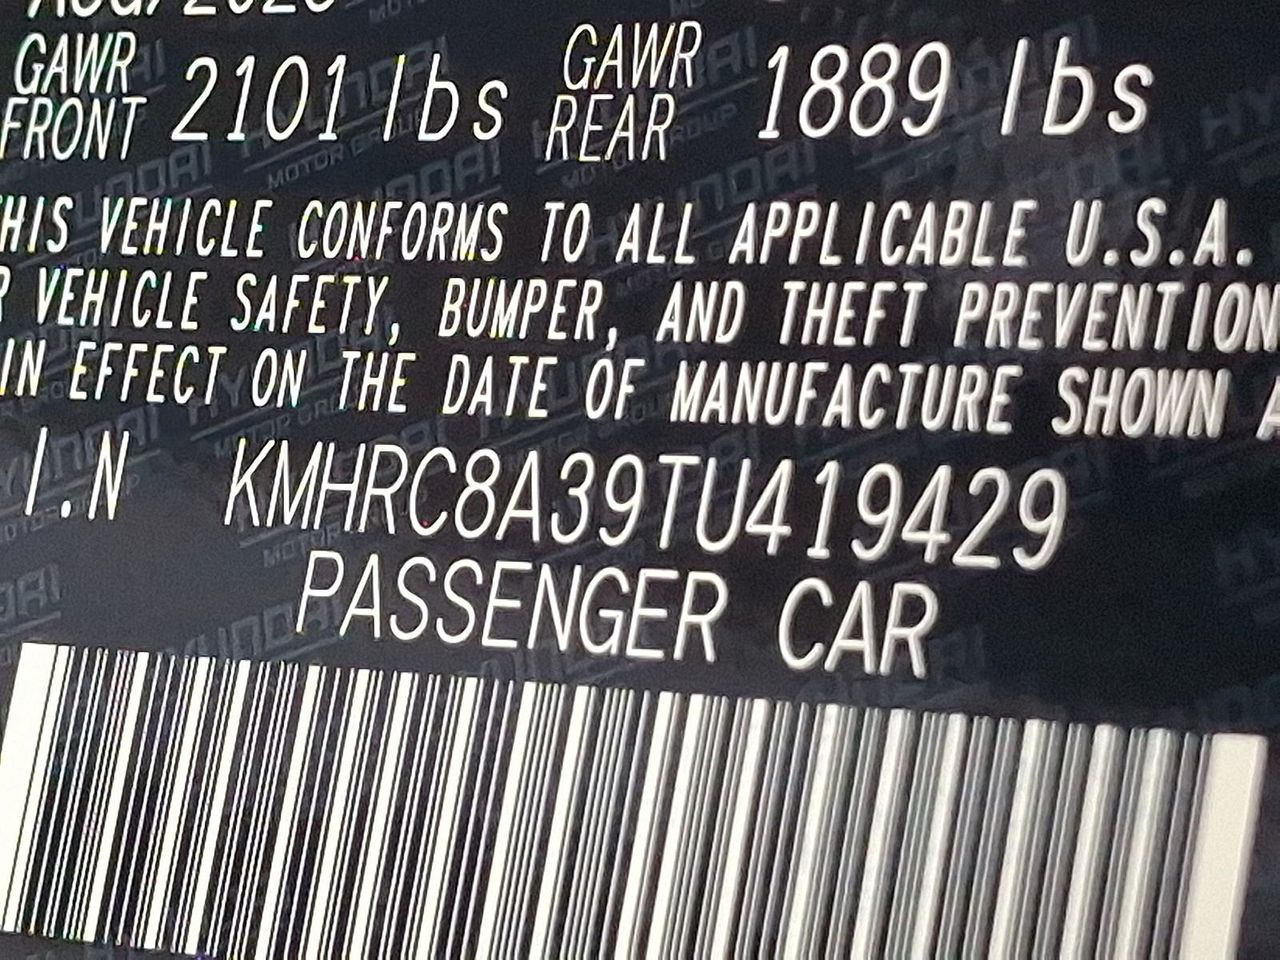 GAWR FRONT 2101 lbs GAWR REAR 1889 lbs
THIS VEHICLE CONFORMS TO ALL APPLICABLE U.S.A.
R VEHICLE SAFETY, BUMPER, AND THEFT PREVENTION
IN EFFECT ON THE DATE OF MANUFACTURE SHOWN A
I.N KMHRC8A39TU419429
PASSENGER CAR